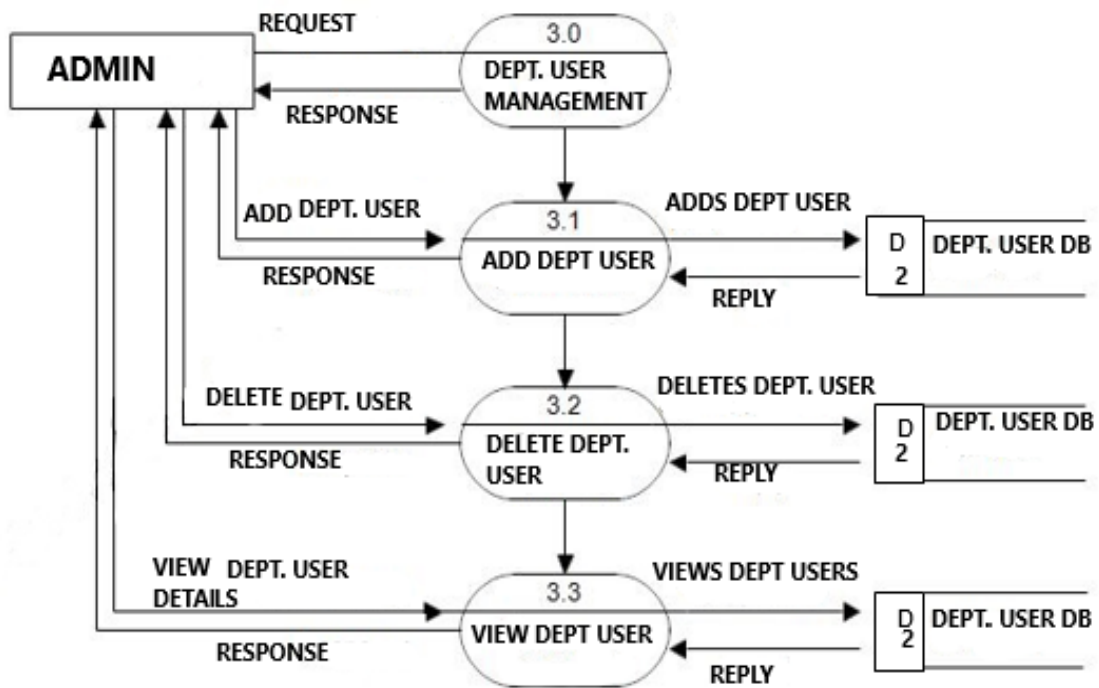 REQUEST
ADMIN
3.0
DEPT. USER
MANAGEMENT
RESPONSE
ADD DEPT. USER
RESPONSE
3.1
ADD DEPT USER
ADDS DEPT USER
REPLY
D
2
DEPT. USER DB
DELETE DEPT. USER
RESPONSE
3.2
DELETE DEPT.
USER
DELETES DEPT. USER
REPLY
D
2
DEPT. USER DB
VIEW DEPT. USER
DETAILS
RESPONSE
3.3
VIEW DEPT USER
VIEWS DEPT USERS
REPLY
D
2
DEPT. USER DB